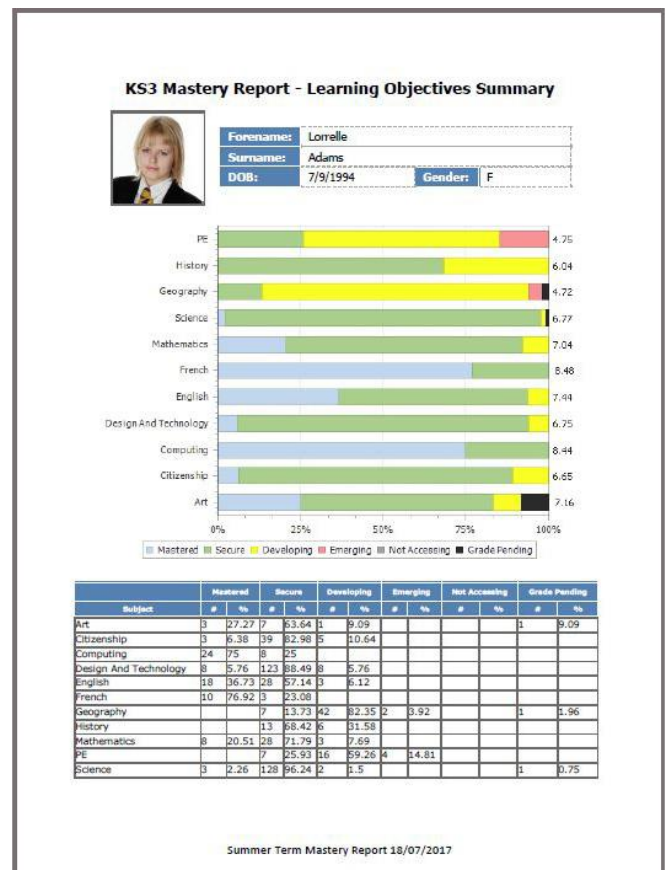 KS3 Mastery Report - Learning Objectives Summary
Forename: Lorrelle
Surname: Adams
DOB: 7/9/1994 Gender: F
PE 4.75
History 6.04
Geography 4.72
Science 6.77
Mathematics 7.04
French 8.48
English 7.44
Design And Technology 6.75
Computing 8.44
Citizenship 6.65
Art 7.16
0% 25% 50% 75% 100%
Mastered Secure Developing Emerging Not Accessing Grade Pending
Mastered Secure Developing Emerging Not Accessing Grade Pending
Subject # % # % # % # % # % # %
Art 3 27.27 7 63.64 1 9.09 1 9.09
Citizenship 3 6.38 39 82.98 5 10.64
Computing 24 75 8 25
Design And Technology 8 5.76 123 88.49 8 5.76
English 18 36.73 28 57.14 3 6.12
French 10 76.92 3 23.08
Geography 7 13.73 42 82.35 2 3.92 1 1.96
History 13 68.42 6 31.58
Mathematics 8 20.51 28 71.79 3 7.69
PE 7 25.93 16 59.26 4 14.81
Science 3 2.26 128 96.24 2 1.5 1 0.75
Summer Term Mastery Report 18/07/2017